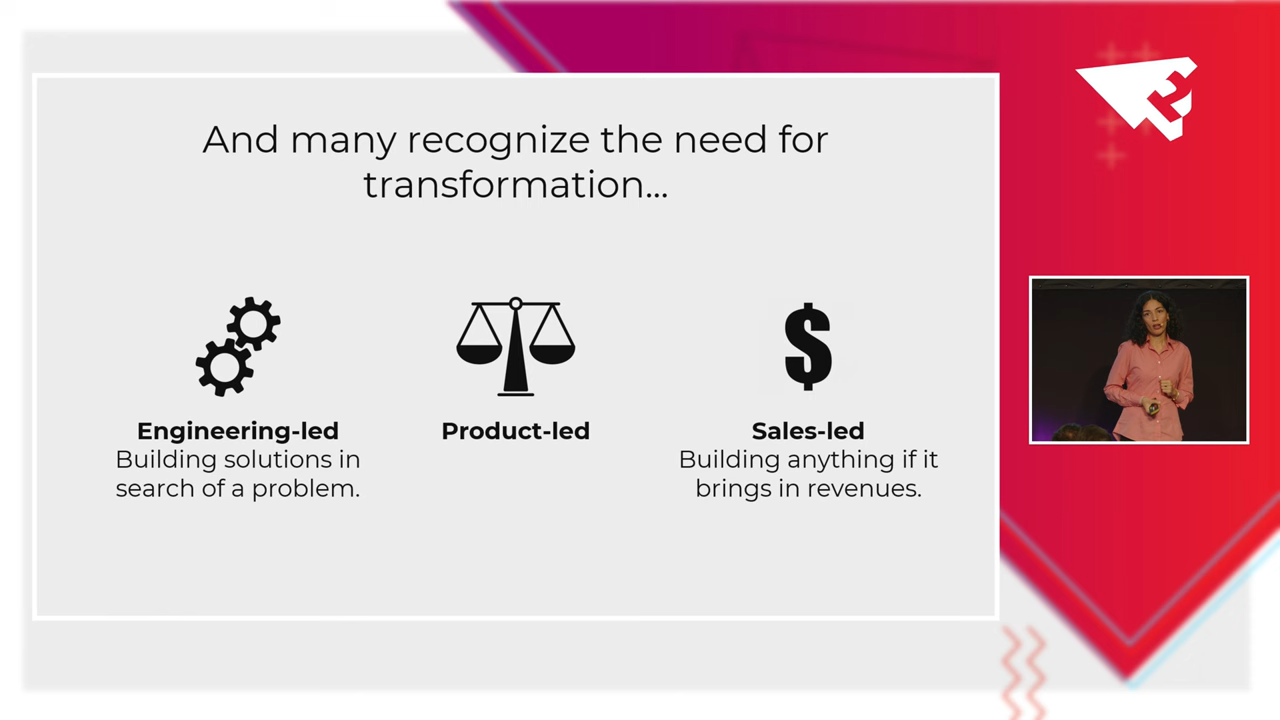 And many recognize the need for
transformation...
Engineering-led
Building solutions in
search of a problem.
Product-led
Sales-led
Building anything if it
brings in revenues.